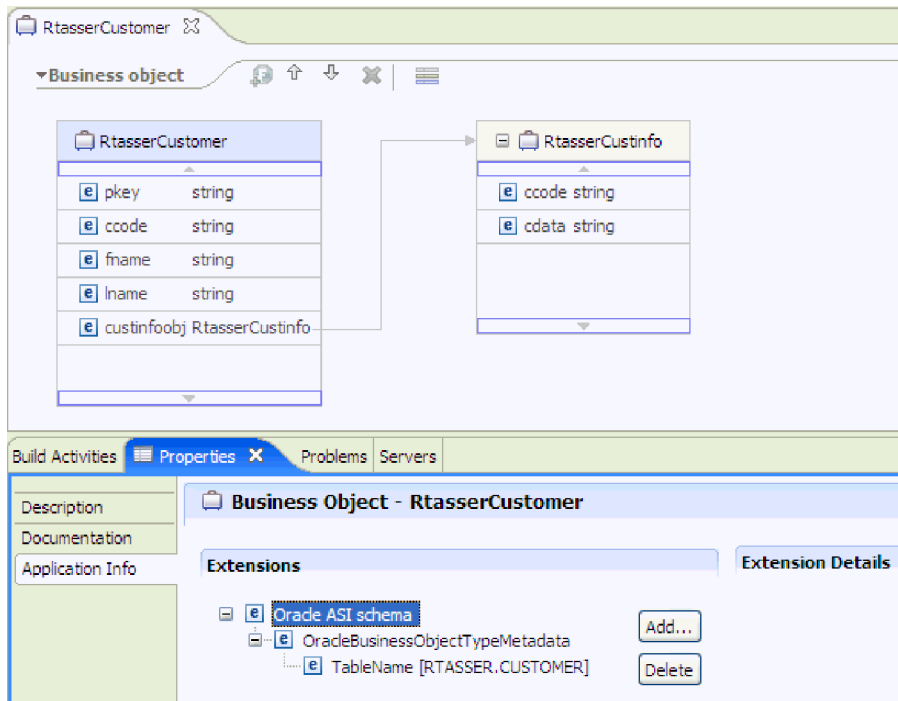 RtasserCustomer
Business object
RtasserCustomer
pkey string
ccode string
fname string
lname string
custinfoobj RtasserCustinfo
RtasserCustinfo
ccode string
cdata string
Build Activities Properties Problems Servers
Description
Documentation
Application Info
Business Object - RtasserCustomer
Extensions
Extension Details
Oracle ASI schema
OracleBusinessObjectTypeMetadata
TableName [RTASSER.CUSTOMER]
Add...
Delete